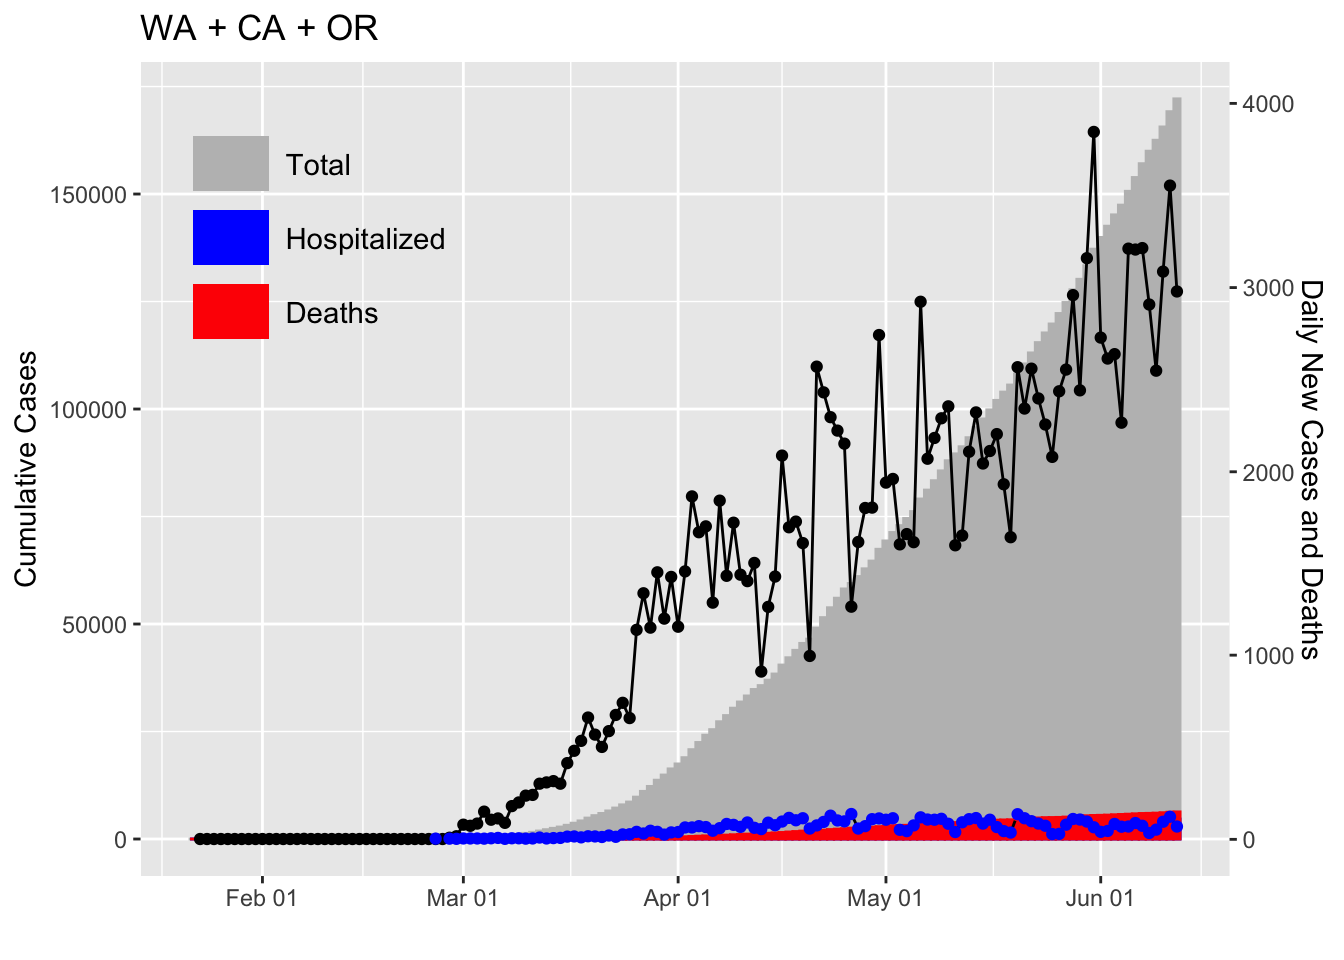 WA + CA + OR
Total
Hospitalized
Deaths
150000
100000
50000
0
Cumulative Cases
4000
3000
2000
1000
0
Daily New Cases and Deaths
Feb 01
Mar 01
Apr 01
May 01
Jun 01